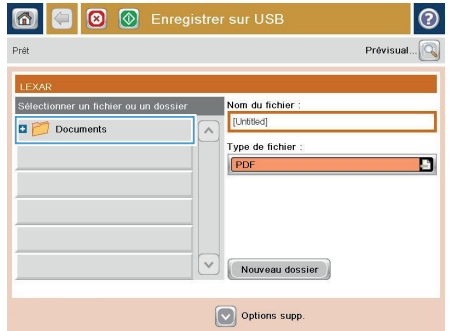 Enregistrer sur USB
Prêt
Prévisual...
LEXAR
Sélectionner un fichier ou un dossier
Documents
Nom du fichier :
[Untitled]
Type de fichier :
PDF
Nouveau dossier
Options supp.